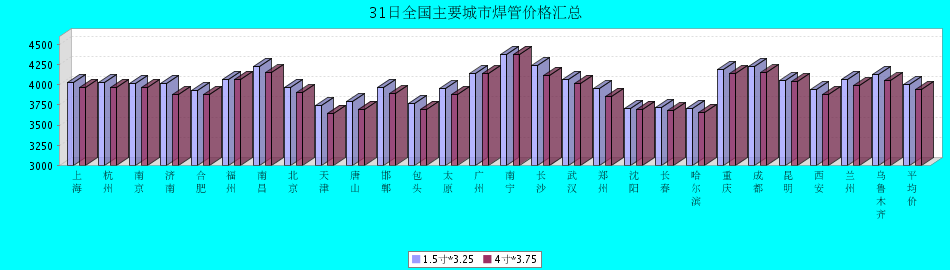 31日全国主要城市焊管价格汇总
4500
4250
4000
3750
3500
3250
3000
上海
杭州
南京
济南
合肥
福州
南昌
北京
天津
唐山
邯郸
包头
太原
广州
南宁
长沙
武汉
郑州
沈阳
长春
哈尔滨
重庆
成都
昆明
西安
兰州
乌鲁木齐
平均价
1.5寸*3.25
4寸*3.75